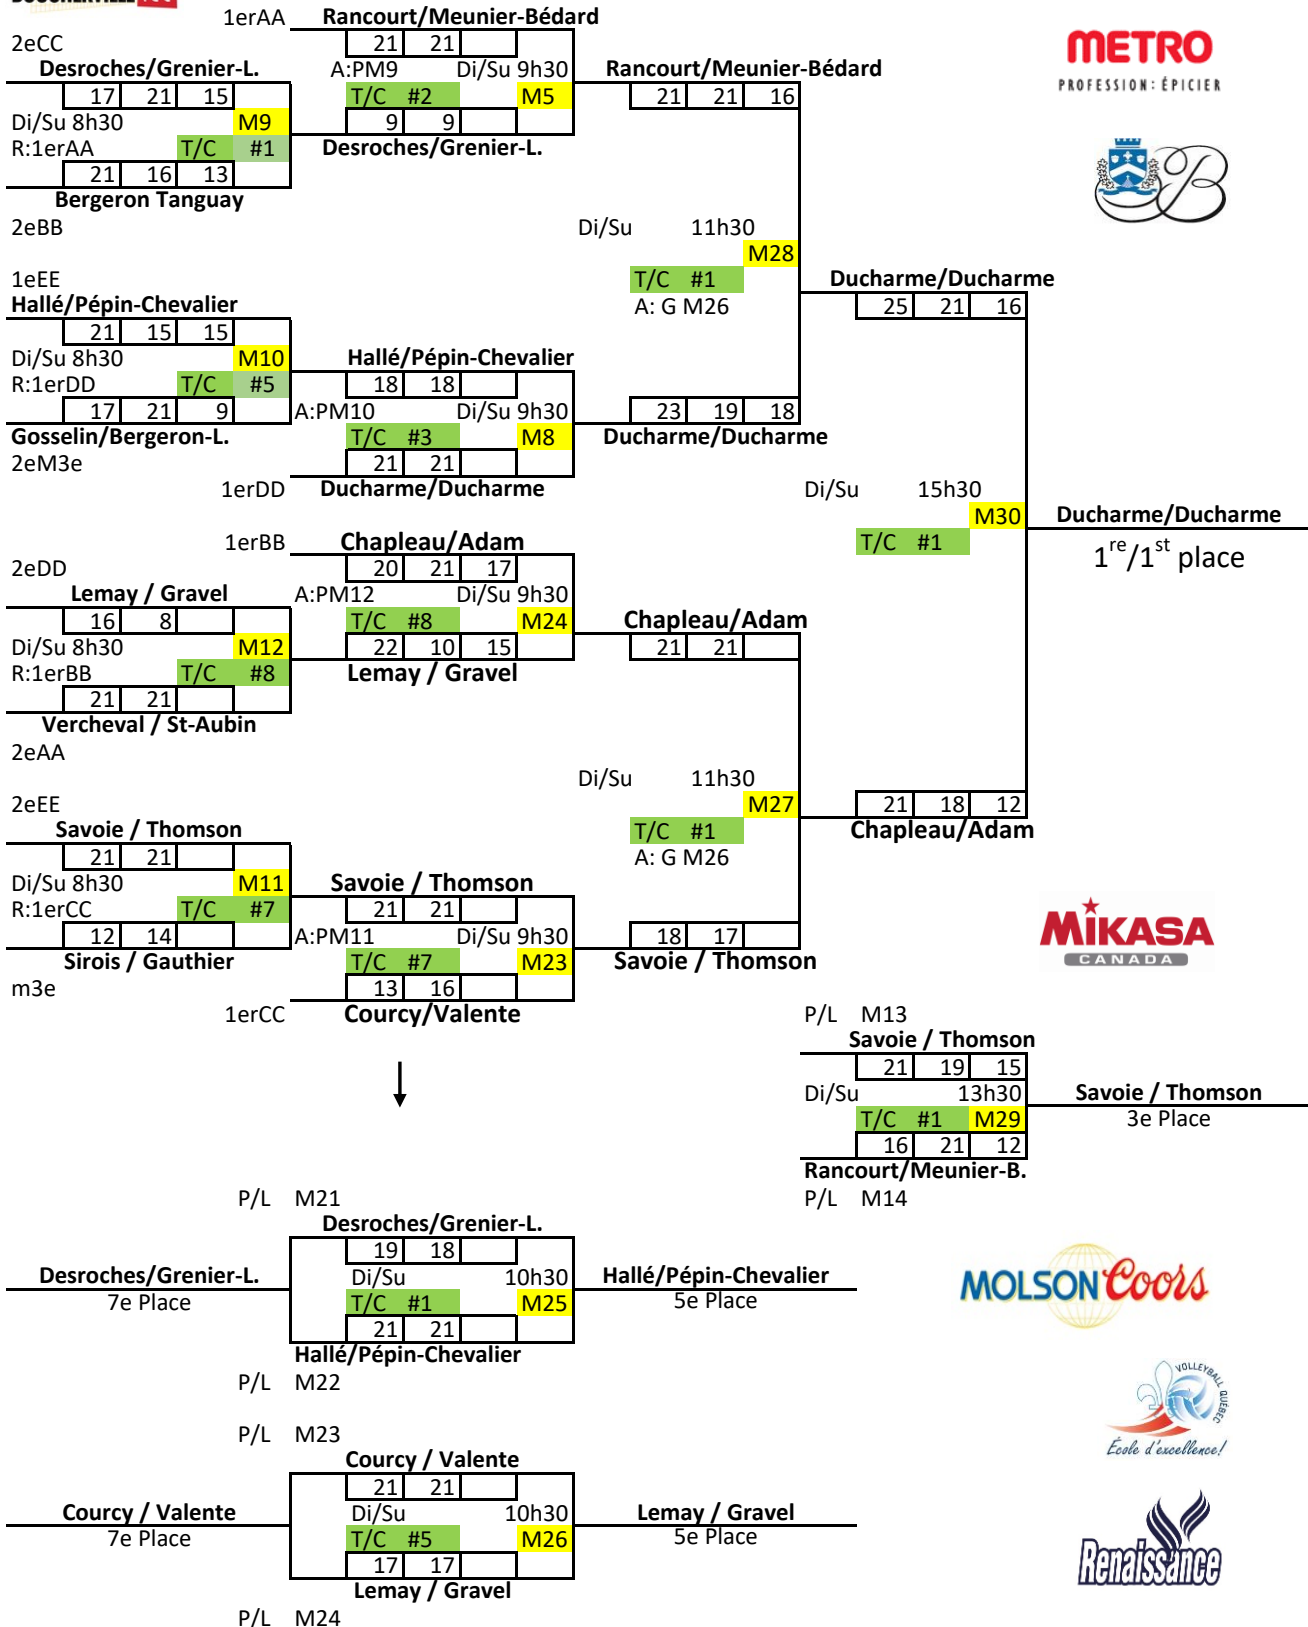 BOUCHERVILLE
1erAA Rancourt/Meunier-Bédard
21 21
2eCC
Desroches/Grenier-L.
A:PM9 Di/Su 9h30
Rancourt/Meunier-Bédard
METRO
PROFESSION: ÉPICIER
17 21 15
T/C #2 M5
21 21 16
Di/Su 8h30 M9
9 9
R:1erAA T/C #1
Desroches/Grenier-L.
21 16 13
Bergeron Tanguay
B
2eBB
Di/Su 11h30
M28
1eEE
T/C #1
Ducharme/Ducharme
Hallé/Pépin-Chevalier
A: G M26
25 21 16
21 15 15
Di/Su 8h30 M10
Hallé/Pépin-Chevalier
R:1erDD T/C #5
18 18
17 21 9
A:PM10 Di/Su 9h30
23 19 18
Gosselin/Bergeron-L.
T/C #3 M8
Ducharme/Ducharme
2eM3e
21 21
1erDD Ducharme/Ducharme
Di/Su 15h30
M30
Ducharme/Ducharme
1erBB Chapleau/Adam
T/C #1
1re/1st place
2eDD
20 21 17
Lemay / Gravel
A:PM12 Di/Su 9h30
16 8
T/C #8 M24
Chapleau/Adam
Di/Su 8h30 M12
22 10 15
21 21
R:1erBB T/C #8
Lemay / Gravel
21 21
Vercheval / St-Aubin
2eAA
Di/Su 11h30
2eEE
M27
21 18 12
Savoie / Thomson
T/C #1
Chapleau/Adam
21 21
A: G M26
Di/Su 8h30 M11
Savoie / Thomson
R:1erCC T/C #7
21 21
MIKASA
CANADA
12 14
A:PM11 Di/Su 9h30
18 17
Sirois / Gauthier
T/C #7 M23
Savoie / Thomson
m3e
13 16
1erCC Courcy/Valente
P/L M13
Savoie / Thomson
21 19 15
Di/Su 13h30
Savoie / Thomson
T/C #1 M29
3e Place
16 21 12
Rancourt/Meunier-B.
P/L M21
P/L M14
Desroches/Grenier-L.
19 18
Desroches/Grenier-L.
Di/Su 10h30
Hallé/Pépin-Chevalier
MOLSON Coors
7e Place
T/C #1 M25
5e Place
21 21
Hallé/Pépin-Chevalier
P/L M22
VOLLEYBALL QUÉBEC
École d'excellence!
P/L M23
Courcy / Valente
21 21
Courcy / Valente
Di/Su 10h30
Lemay / Gravel
7e Place
T/C #5 M26
5e Place
Renaissance
17 17
Lemay / Gravel
P/L M24